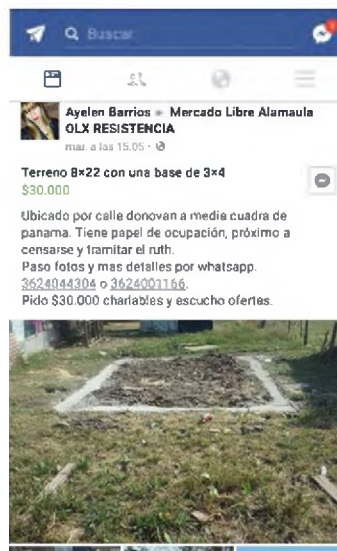 Buscar
Ayelen Barrios ▸ Mercado Libre Alamaula
OLX RESISTENCIA
mar. a las 15:05 ·
Terreno 8×22 con una base de 3×4
$30.000
Ubicado por calle donovan a media cuadra de
panama. Tiene papel de ocupación, próximo a
censarse y tramitar el ruth.
Paso fotos y mas detalles por whatsapp.
3624044304 o 3624001166.
Pido $30.000 charlables y escucho ofertas.